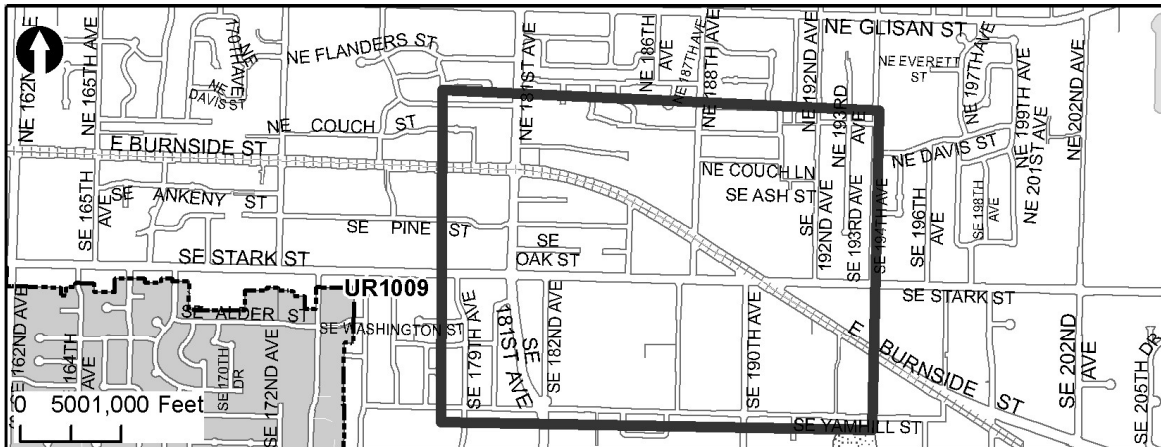 NE 162N
NE 165TH AVE
170TH AVE
NE
NE
DAVIS ST
NE FLANDERS ST
NE 181ST AVE
NE 186TH
AVE
NE 187TH AVE
NE 188TH AVE
NE 192ND AVE
NE 193RD
AVE
NE GLISAN ST
NE EVERETT
ST
NE 197TH AVE
NE 199TH AVE
NE 201ST AVE
NE 202ND AVE
NE COUCH ST
E BURNSIDE ST
NE DAVIS ST
NE COUCH LN
SE ASH ST
SE 165TH
AVE
SE ANKENY ST
SE PINE ST
SE
OAK ST
SE
192ND AVE
SE 193RD AVE
SE 194TH AVE
SE 196TH
AVE
SE 198TH
AVE
SE STARK ST
UR1009
SE STARK ST
SE ALDER ST
SE WASHINGTON ST
SE 162ND AVE
164TH
AVE
SE 170TH
DR
SE 172ND AVE
SE 179TH AVE
181ST AVE
SE
SE 182ND AVE
SE 190TH AVE
E BURNSIDE ST
SE 202ND
AVE
SE 205TH DR
SE YAMHILL ST
0 500 1,000 Feet